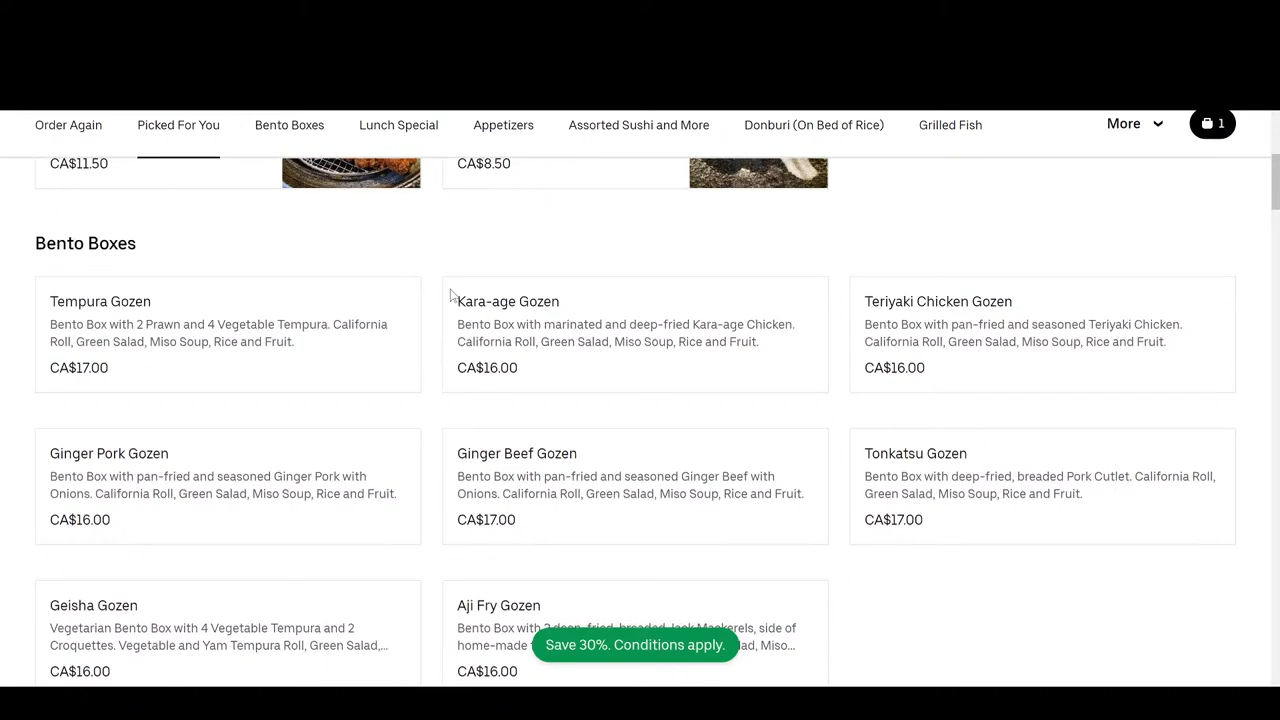 Order Again
Picked For You
Bento Boxes
Lunch Special
Appetizers
Assorted Sushi and More
Donburi (On Bed of Rice)
Grilled Fish
More
1
CA$11.50
CA$8.50
Bento Boxes
Tempura Gozen
Bento Box with 2 Prawn and 4 Vegetable Tempura. California
Roll, Green Salad, Miso Soup, Rice and Fruit.
CA$17.00
Kara-age Gozen
Bento Box with marinated and deep-fried Kara-age Chicken.
California Roll, Green Salad, Miso Soup, Rice and Fruit.
CA$16.00
Teriyaki Chicken Gozen
Bento Box with pan-fried and seasoned Teriyaki Chicken.
California Roll, Green Salad, Miso Soup, Rice and Fruit.
CA$16.00
Ginger Pork Gozen
Bento Box with pan-fried and seasoned Ginger Pork with
Onions. California Roll, Green Salad, Miso Soup, Rice and Fruit.
CA$16.00
Ginger Beef Gozen
Bento Box with pan-fried and seasoned Ginger Beef with
Onions. California Roll, Green Salad, Miso Soup, Rice and Fruit.
CA$17.00
Tonkatsu Gozen
Bento Box with deep-fried, breaded Pork Cutlet. California Roll,
Green Salad, Miso Soup, Rice and Fruit.
CA$17.00
Geisha Gozen
Vegetarian Bento Box with 4 Vegetable Tempura and 2
Croquettes. Vegetable and Yam Tempura Roll, Green Salad,...
CA$16.00
Aji Fry Gozen
Bento Box with 2 deep-fried, breaded Jack Mackerels, side of
home-made Miso...
CA$16.00
Save 30%. Conditions apply.